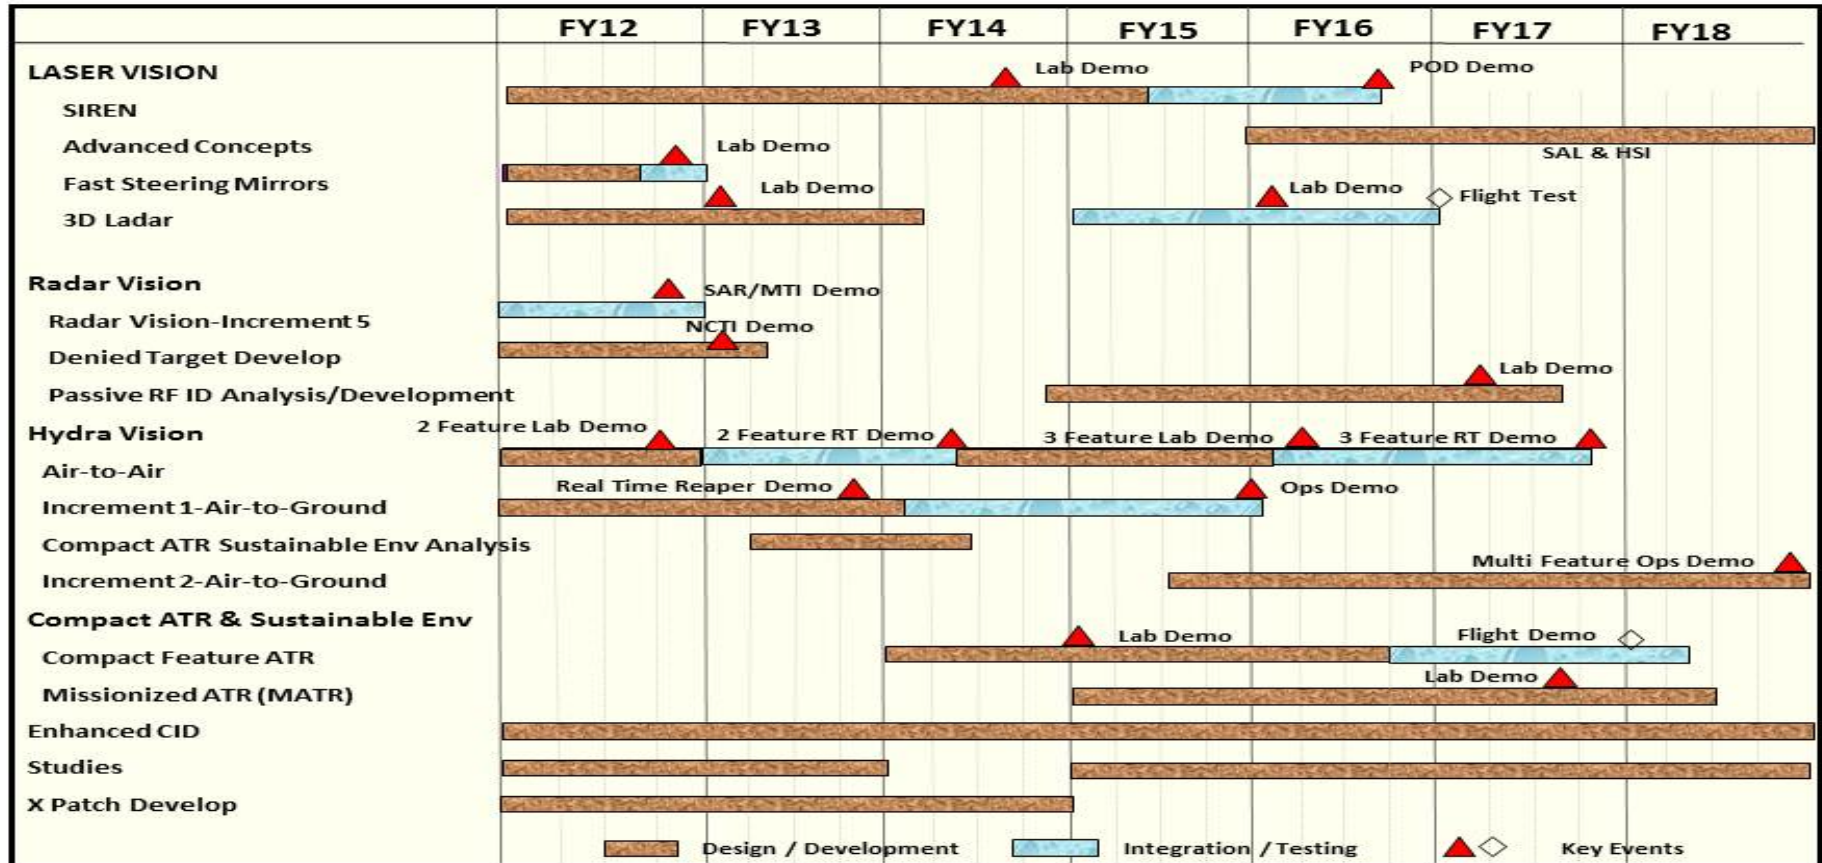 FY12 FY13 FY14 FY15 FY16 FY17 FY18
LASER VISION
Lab Demo
POD Demo
SIREN
Advanced Concepts
Lab Demo
SAL & HSI
Fast Steering Mirrors
Lab Demo
Lab Demo
Flight Test
3D Ladar
Radar Vision
SAR/MTI Demo
Radar Vision-Increment 5
NCTI Demo
Denied Target Develop
Lab Demo
Passive RF ID Analysis/Development
Hydra Vision
2 Feature Lab Demo
2 Feature RT Demo
3 Feature Lab Demo
3 Feature RT Demo
Air-to-Air
Real Time Reaper Demo
Ops Demo
Increment 1-Air-to-Ground
Compact ATR Sustainable Env Analysis
Multi Feature Ops Demo
Increment 2-Air-to-Ground
Compact ATR & Sustainable Env
Lab Demo
Flight Demo
Compact Feature ATR
Lab Demo
Missionized ATR (MATR)
Enhanced CID
Studies
X Patch Develop
Design / Development
Integration / Testing
Key Events